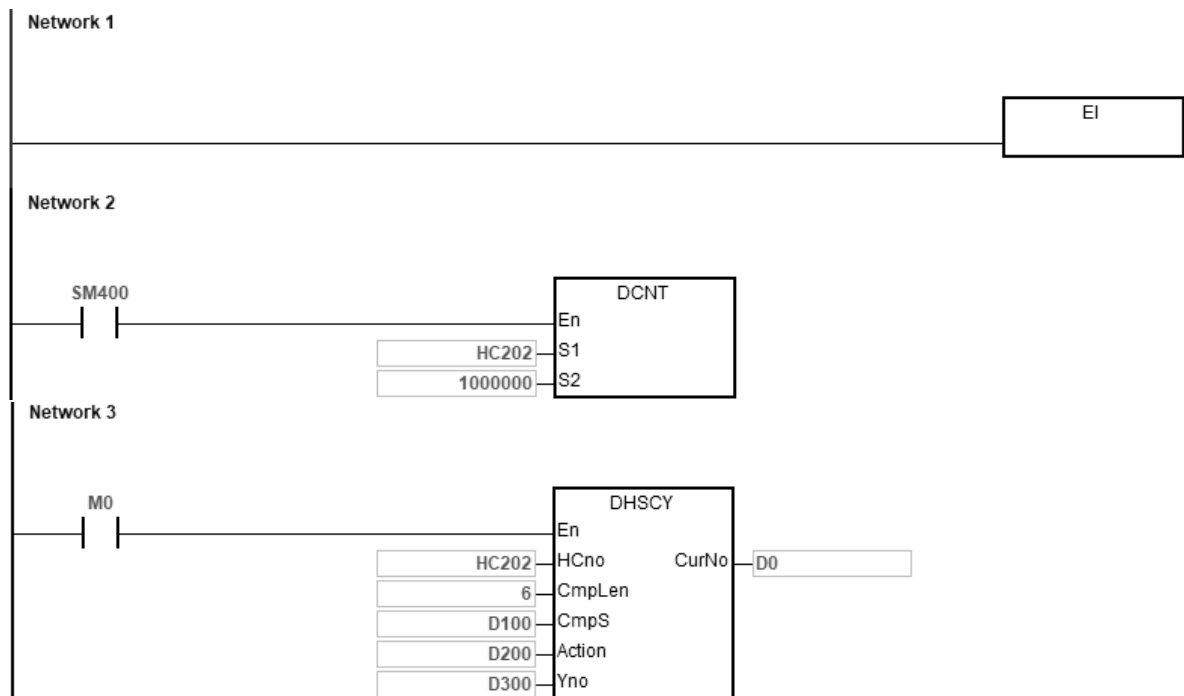 Network 1
EI
Network 2
SM400
DCNT
En
HC202 S1
1000000 S2
Network 3
M0
DHSCY
En
HC202 HCno CurNo D0
6 CmpLen
D100 CmpS
D200 Action
D300 Yno